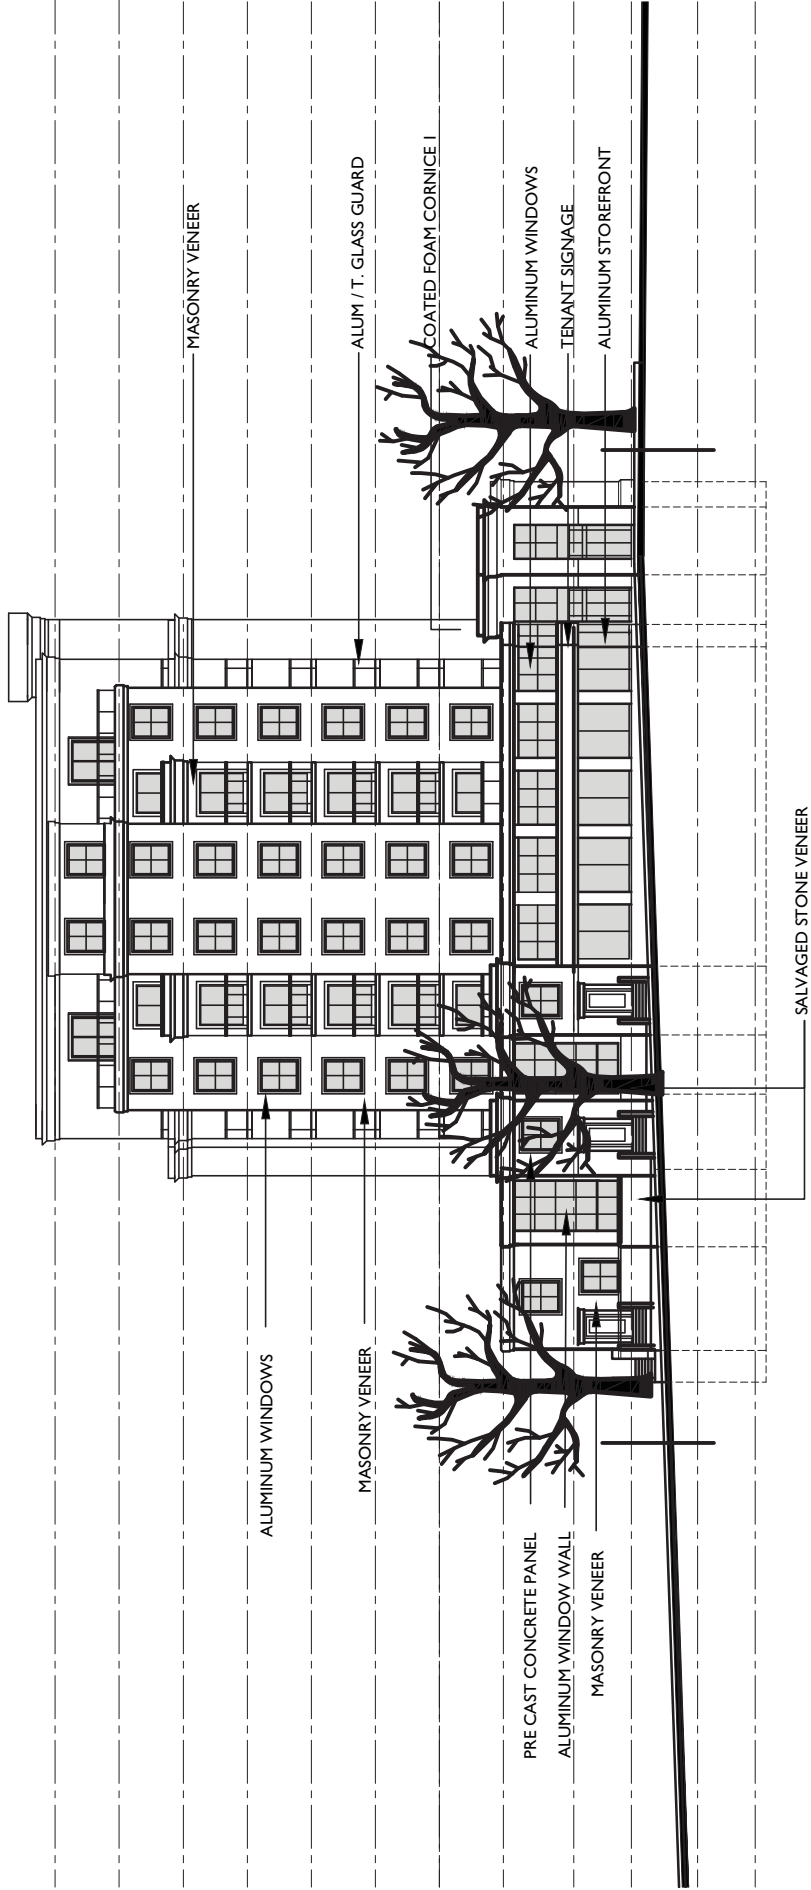 ALUMINUM WINDOWS
MASONRY VENEER
PRE CAST CONCRETE PANEL
ALUMINUM WINDOW WALL
MASONRY VENEER
MASONRY VENEER
ALUM / T. GLASS GUARD
COATED FOAM CORNICE I
ALUMINUM WINDOWS
TENANT SIGNAGE
ALUMINUM STOREFRONT
SALVAGED STONE VENEER